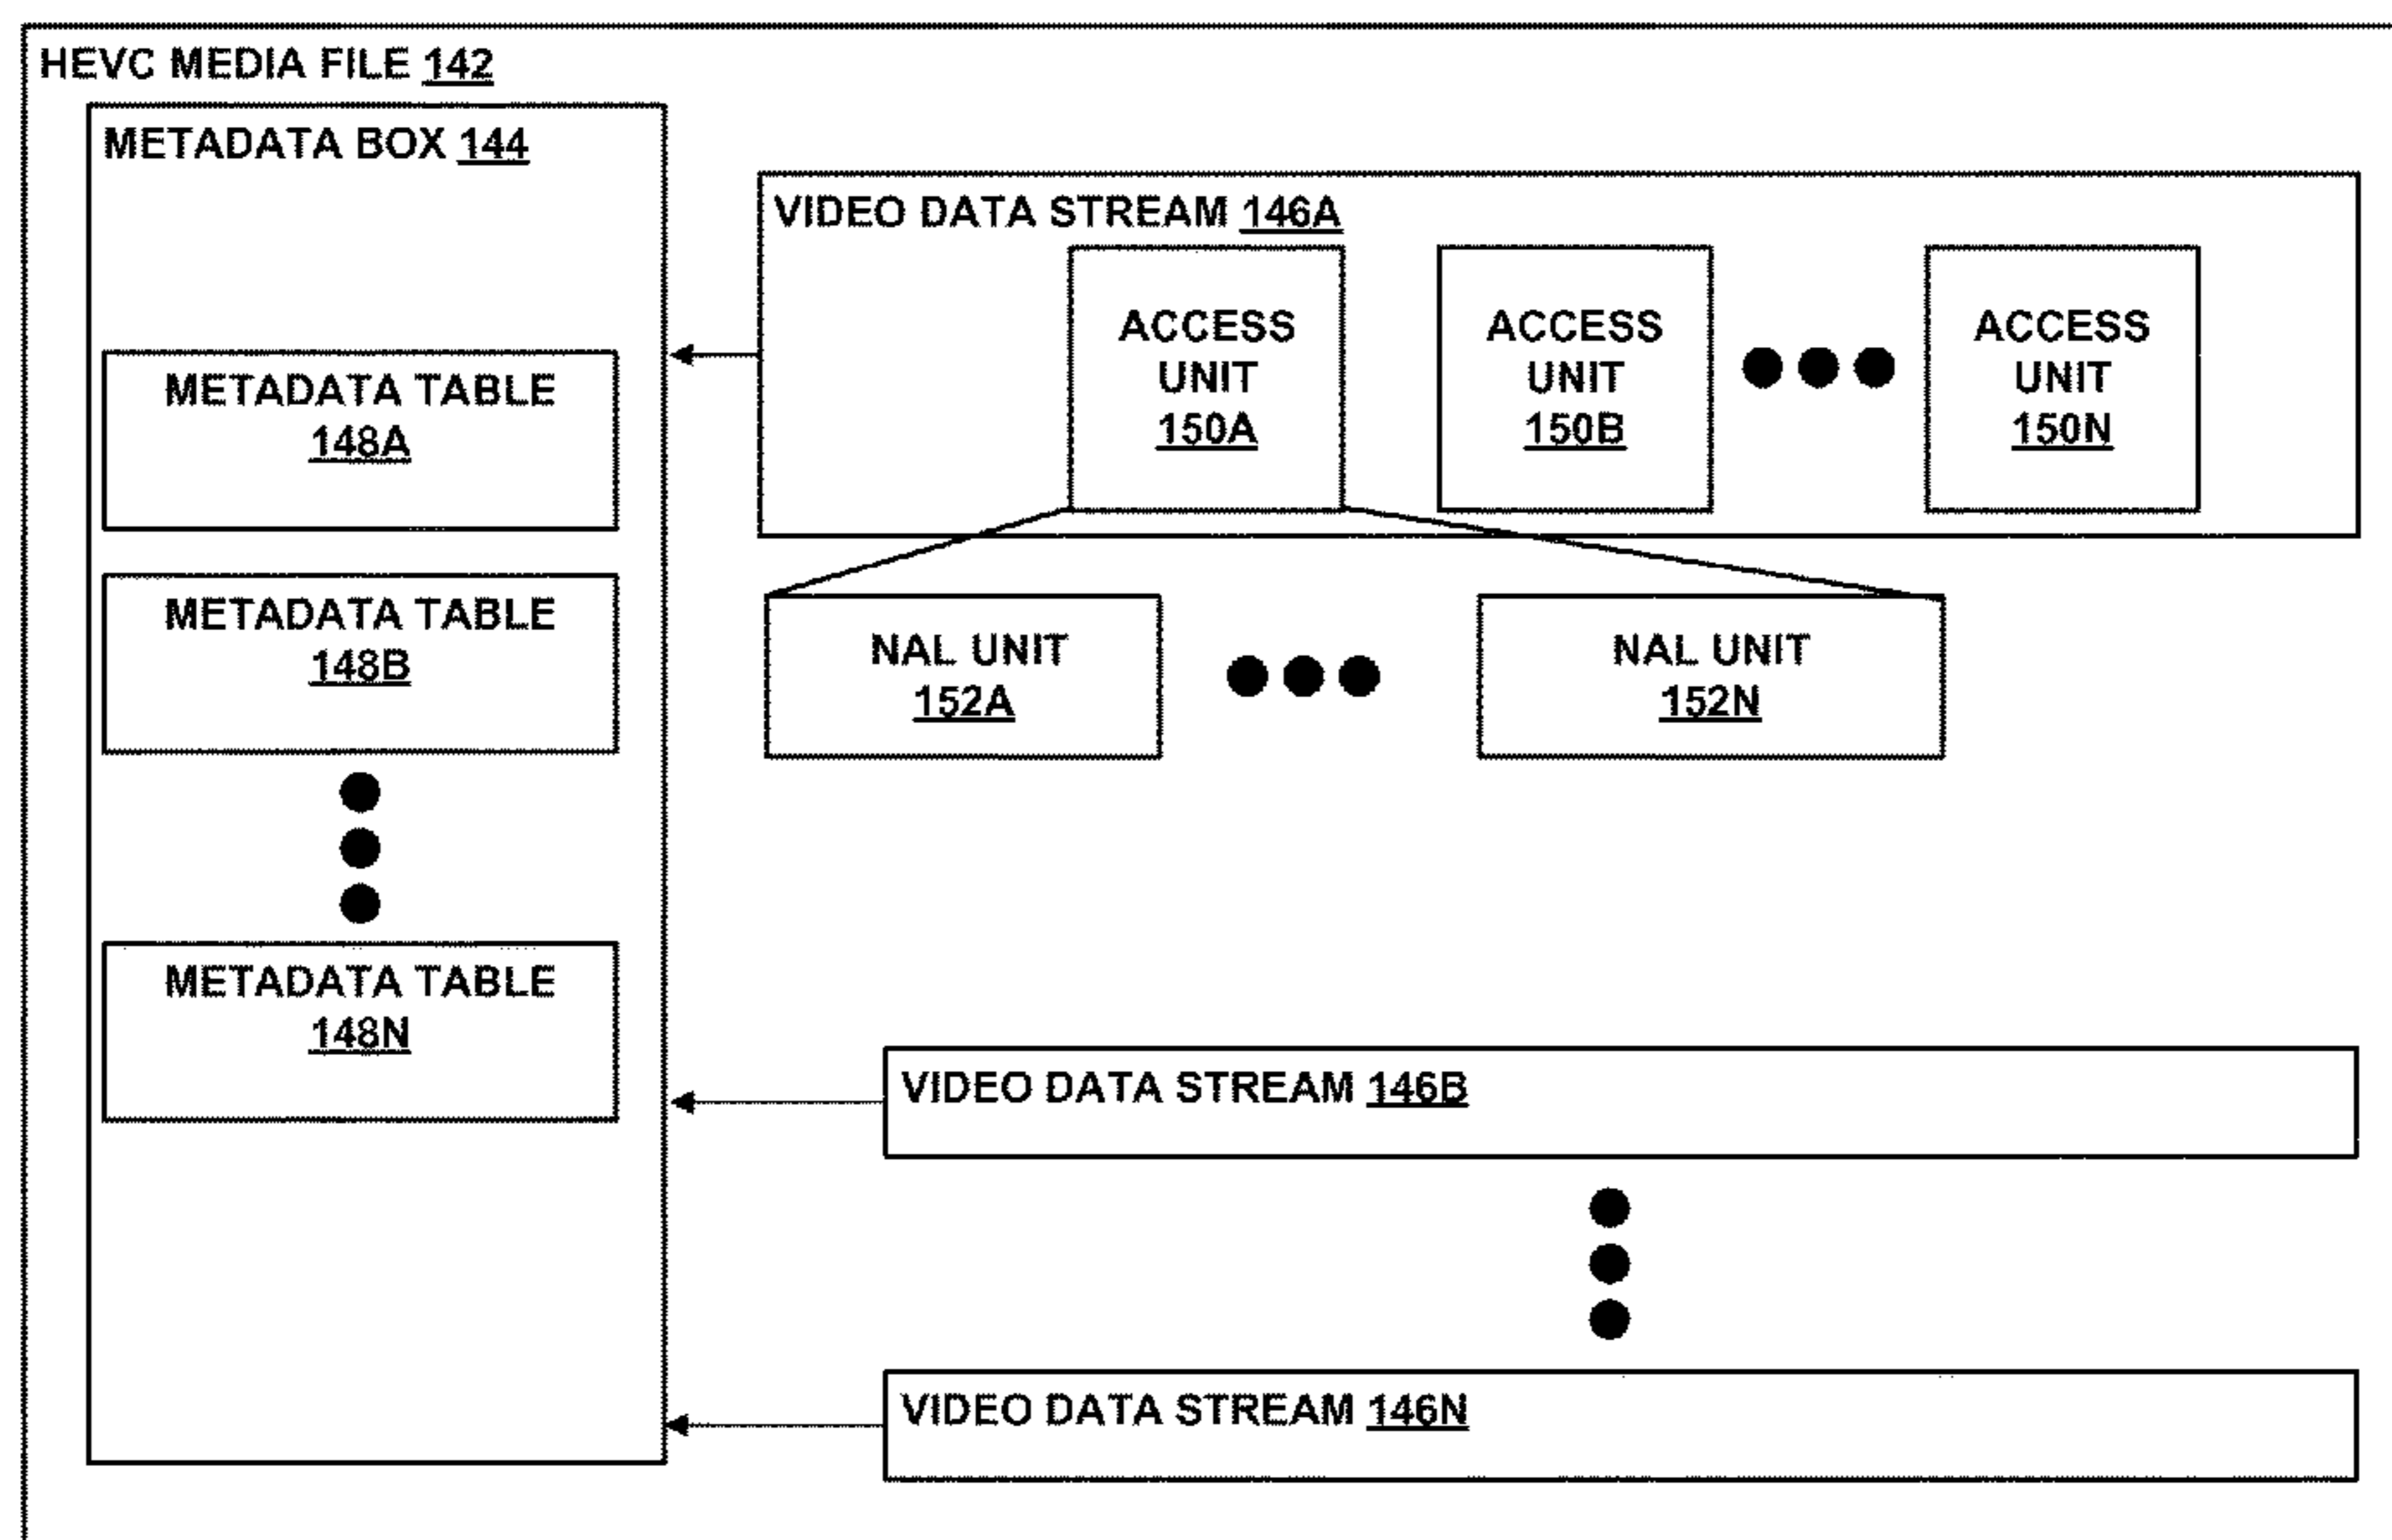 HEVC MEDIA FILE 142
METADATA BOX 144
METADATA TABLE
148A
METADATA TABLE
148B
METADATA TABLE
148N
VIDEO DATA STREAM 146A
ACCESS
UNIT
150A
ACCESS
UNIT
150B
ACCESS
UNIT
150N
NAL UNIT
152A
NAL UNIT
152N
VIDEO DATA STREAM 146B
VIDEO DATA STREAM 146N